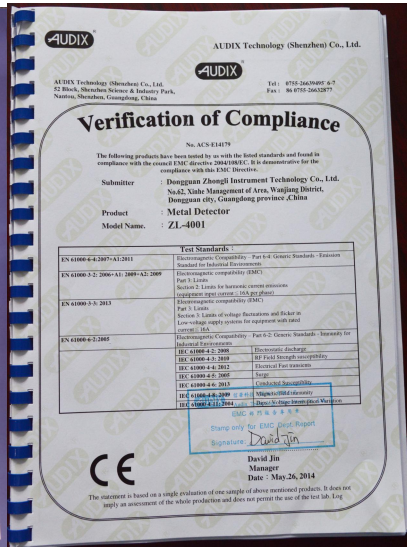 AUDIX
AUDIX Technology (Shenzhen) Co., Ltd.
AUDIX
AUDIX Technology (Shenzhen) Co., Ltd.
52 Block, Shenzhen Science & Industry Park,
Nantou, Shenzhen, Guangdong, China
Tel : 0755-26639495~6-7
Fax : 86 0755-26632877
Verification of Compliance
No. ACS-E14179
The following products have been tested by us with the listed standards and found in
compliance with the council EMC directive 2004/108/EC. It is demonstrative for the
compliance with this EMC Directive.
Submitter : Dongguan Zhongli Instrument Technology Co., Ltd.
No.62, Xinhe Management of Area, Wanjiang District,
Dongguan city, Guangdong province ,China
Product : Metal Detector
Model Name. : ZL-4001
Test Standards :
EN 61000-6-4:2007+A1:2011 Electromagnetic Compatibility - Part 6-4: Generic Standards - Emission
Standard for Industrial Environments
EN 61000-3-2: 2006+A1: 2009+A2: 2009 Electromagnetic compatibility (EMC)
Part 3: Limits
Section 2: Limits for harmonic current emissions
(equipment input current ≤ 16A per phase)
EN 61000-3-3: 2013 Electromagnetic compatibility (EMC)
Part 3: Limits
Section 3: Limits of voltage fluctuations and flicker in
Low-voltage supply systems for equipment with rated
current ≤ 16A
EN 61000-6-2:2005 Electromagnetic Compatibility - Part 6-2: Generic Standards - Immunity for
Industrial Environments
IEC 61000-4-2: 2008 Electrostatic discharge
IEC 61000-4-3: 2010 RF Field Strength susceptibility
IEC 61000-4-4: 2012 Electrical Fast transients
IEC 61000-4-5: 2005 Surge
IEC 61000-4-6: 2013 Conducted Susceptibility
IEC 61000-4-8: 2009 Magnetic field immunity
IEC 61000-4-11: 2004 Voltage Interruption Variation
EMC
Stamp only for EMC Dept. Report
Signature: David Jin
David Jin
Manager
Date : May.26, 2014
CE
The statement is based on a single evaluation of one sample of above mentioned products. It does not
imply an assessment of the whole production and does not permit the use of the test lab. Log